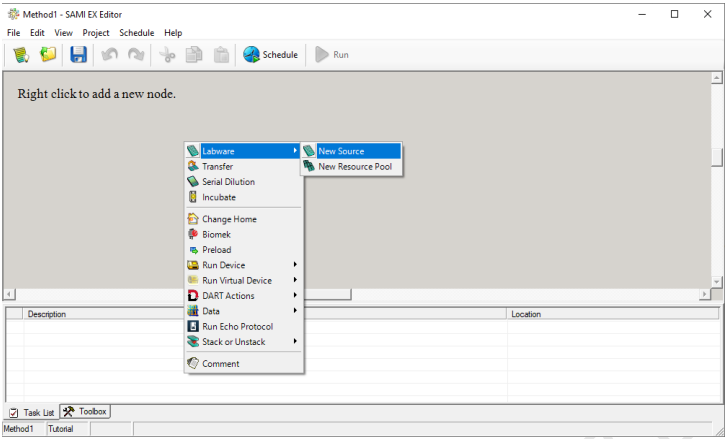 Method1 - SAMI EX Editor
File Edit View Project Schedule Help
Schedule Run
Right click to add a new node.
Labware
New Source
Transfer
New Resource Pool
Serial Dilution
Incubate
Change Home
Biomek
Preload
Run Device
Run Virtual Device
DART Actions
Data
Run Echo Protocol
Stack or Unstack
Comment
Description Location
Task List Toolbox
Method1 Tutorial